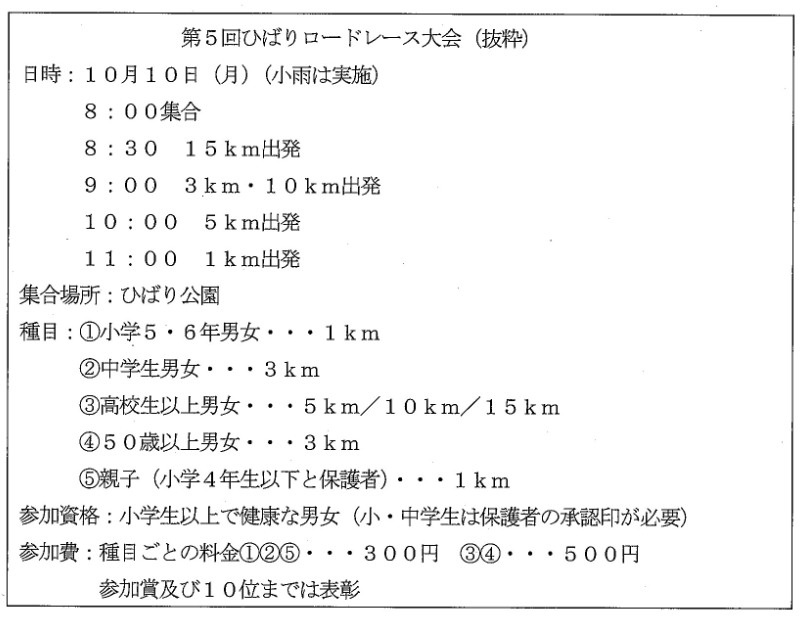 第５回ひばりロードレース大会（抜粋）
日時：１０月１０日（月）（小雨は実施）
８：００集合
８：３０　１５ｋｍ出発
９：００　３ｋｍ・１０ｋｍ出発
１０：００　５ｋｍ出発
１１：００　１ｋｍ出発
集合場所：ひばり公園
種目：①小学５・６年男女・・・１ｋｍ
②中学生男女・・・３ｋｍ
③高校生以上男女・・・５ｋｍ／１０ｋｍ／１５ｋｍ
④５０歳以上男女・・・３ｋｍ
⑤親子（小学４年生以下と保護者）・・・１ｋｍ
参加資格：小学生以上で健康な男女（小・中学生は保護者の承認印が必要）
参加費：種目ごとの料金①②⑤・・・３００円　③④・・・５００円
参加賞及び１０位までは表彰